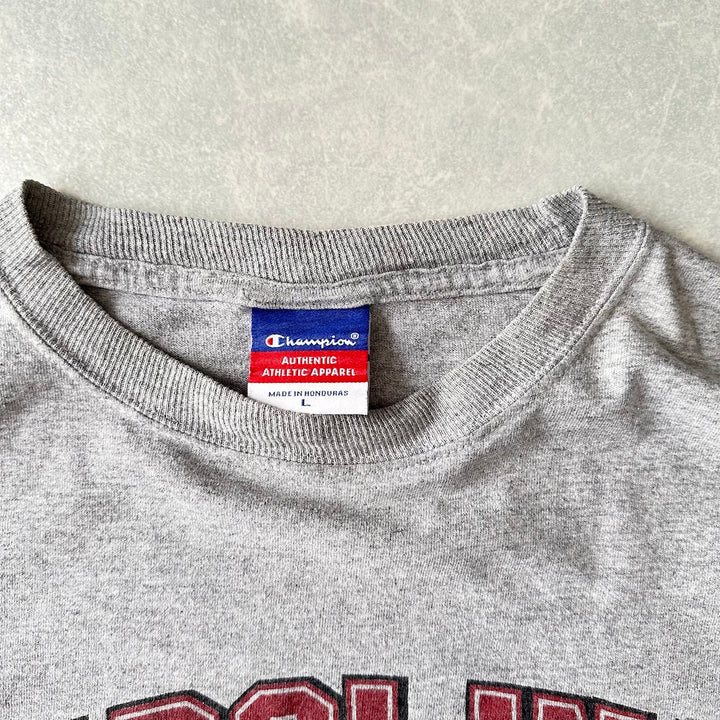 Champion®
AUTHENTIC
ATHLETIC APPAREL
MADE IN HONDURAS
L